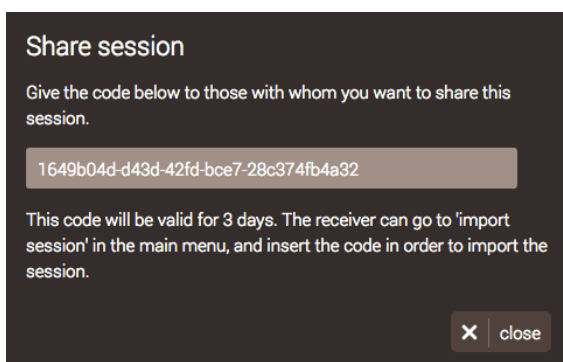 Share session
Give the code below to those with whom you want to share this
session.
1649b04d-d43d-42fd-bce7-28c374fb4a32
This code will be valid for 3 days. The receiver can go to 'import
session' in the main menu, and insert the code in order to import the
session.
close